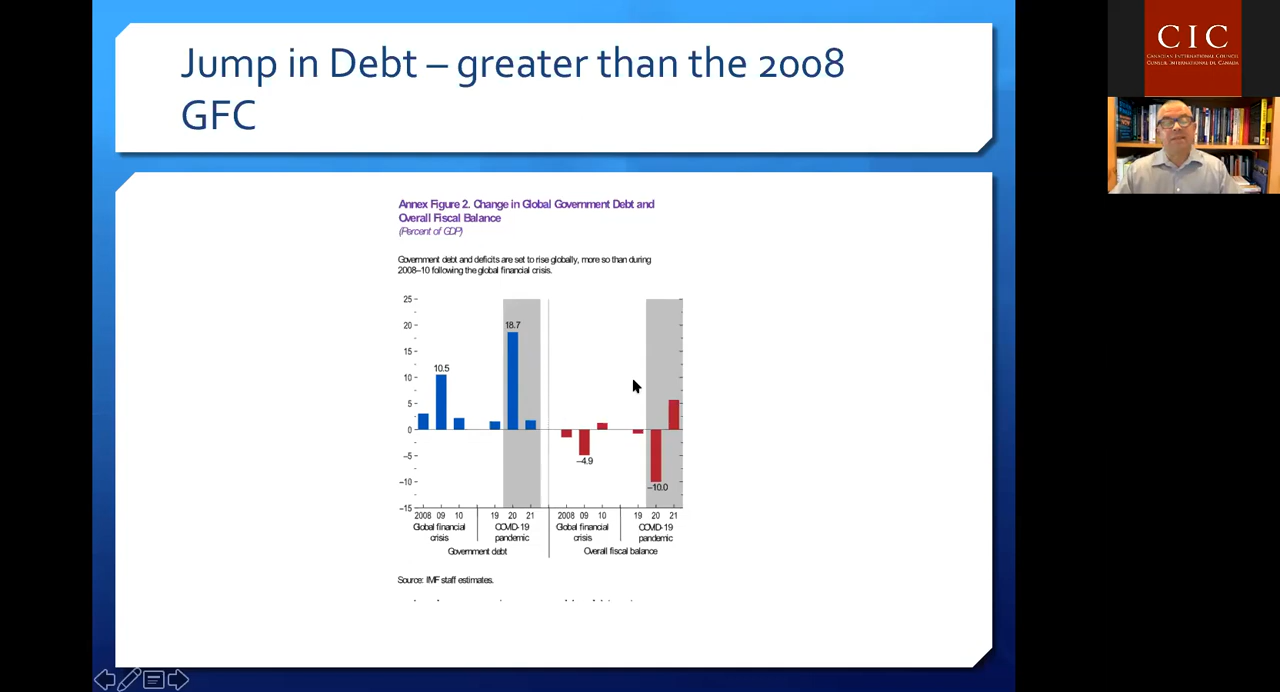 Jump in Debt – greater than the 2008
GFC
CIC
CANADIAN INTERNATIONAL COUNCIL
CONSEIL INTERNATIONAL DU CANADA
Annex Figure 2. Change in Global Government Debt and
Overall Fiscal Balance
(Percent of GDP)
Government debt and deficits are set to rise globally, more so than during
2008–10 following the global financial crisis.
25
20
15
10
5
0
−5
−10
−15
10.5
18.7
−4.9
−10.0
2008 09 10 19 20 21 2008 09 10 19 20 21
Global financial COVID-19 Global financial COVID-19
crisis pandemic crisis pandemic
Government debt Overall fiscal balance
Source: IMF staff estimates.